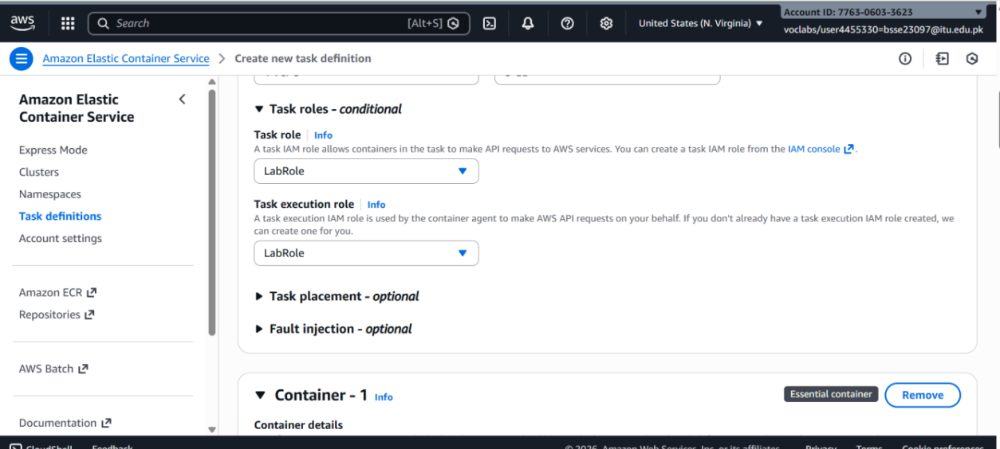 aws
Search
[Alt+S]
United States (N. Virginia)
Account ID: 7763-0603-3623
voclabs/user4455330=bsse23097@itu.edu.pk
Amazon Elastic Container Service
Create new task definition
Amazon Elastic
Container Service
Express Mode
Clusters
Namespaces
Task definitions
Account settings
Amazon ECR
Repositories
AWS Batch
Documentation
Task roles - conditional
Task role Info
A task IAM role allows containers in the task to make API requests to AWS services. You can create a task IAM role from the IAM console.
LabRole
Task execution role Info
A task execution IAM role is used by the container agent to make AWS API requests on your behalf. If you don't already have a task execution IAM role created, we
can create one for you.
LabRole
Task placement - optional
Fault injection - optional
Container - 1 Info
Essential container
Remove
Container details
CloudShell
Feedback
© 2026, Amazon Web Services, Inc. or its affiliates.
Privacy
Terms
Cookie preferences